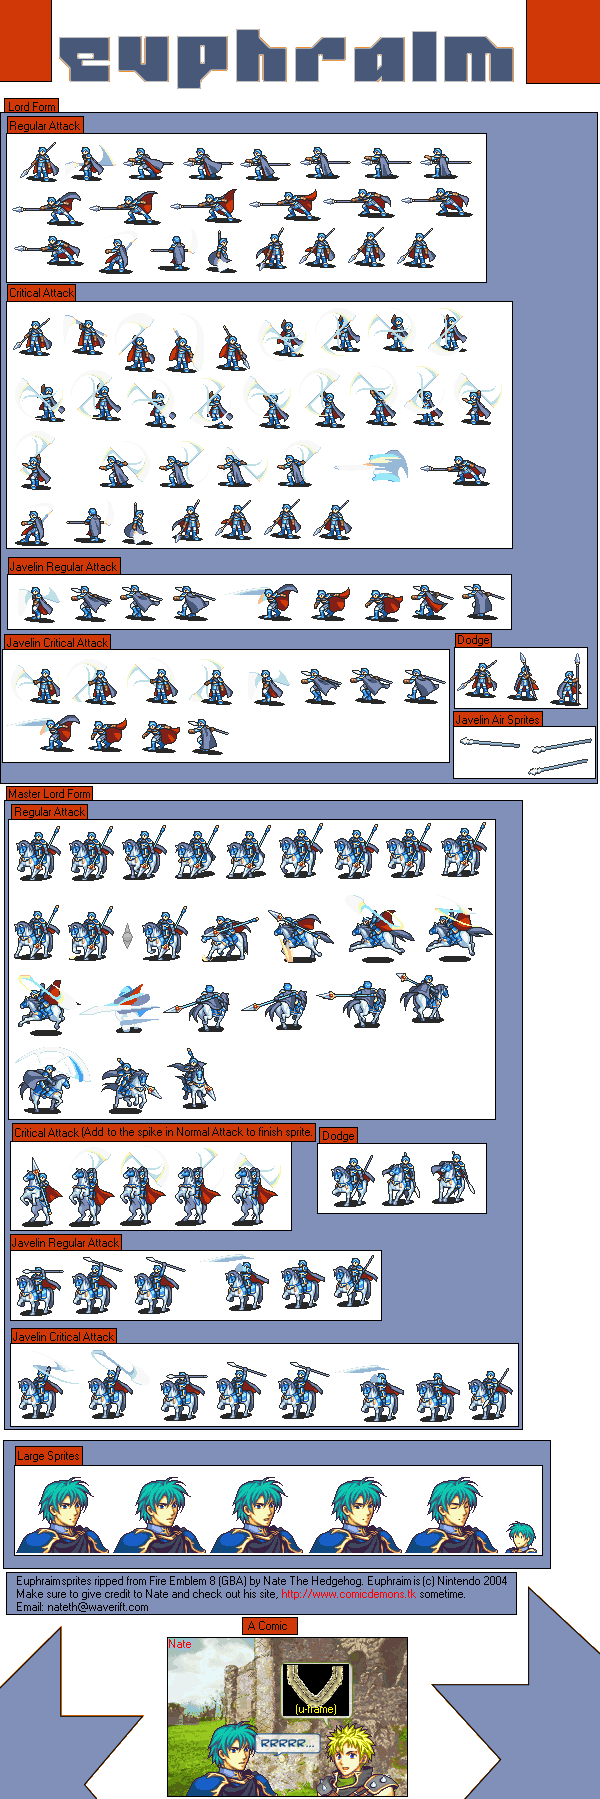 euphraim
Lord Form
Regular Attack
Critical Attack
Javelin Regular Attack
Javelin Critical Attack
Dodge
Javelin Air Sprites
Master Lord Form
Regular Attack
Critical Attack (Add to the spike in Normal Attack to finish sprite.
Dodge
Javelin Regular Attack
Javelin Critical Attack
Large Sprites
Euphraim sprites ripped from Fire Emblem 8 (GBA) by Nate The Hedgehog. Euphraim is (c) Nintendo 2004
Make sure to give credit to Nate and check out his site, http://www.comicdemons.tk sometime.
Email: nateth@waverift.com
A Comic
Nate
(u-frame)
RRRRR...